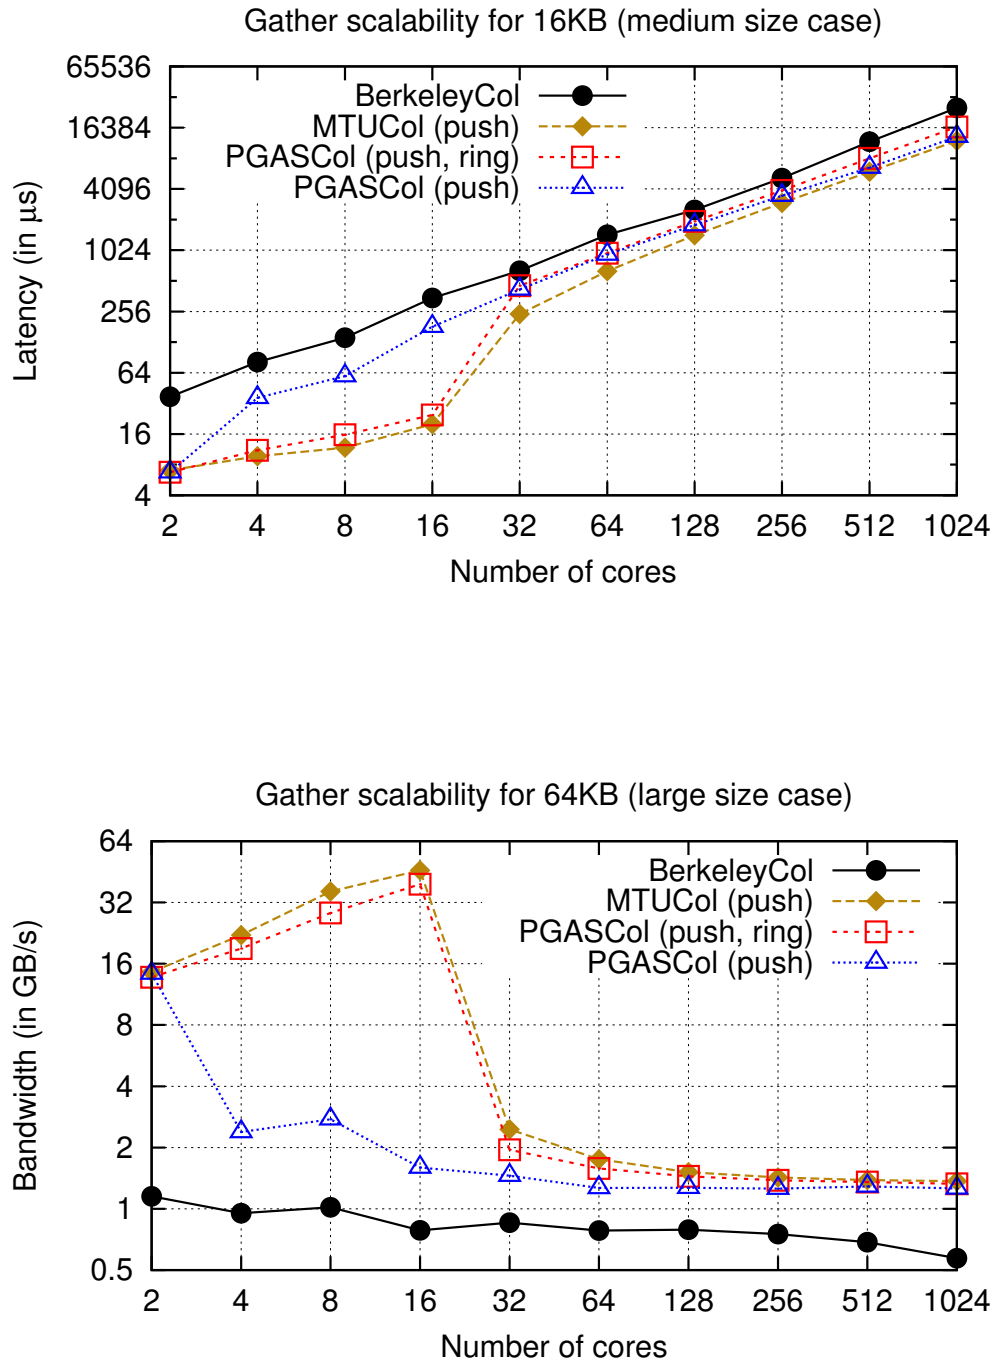 Gather scalability for 16KB (medium size case)
65536
16384
4096
1024
256
64
16
4
Latency (in µs)
BerkeleyCol
MTUCol (push)
PGASCol (push, ring)
PGASCol (push)
2 4 8 16 32 64 128 256 512 1024
Number of cores
Gather scalability for 64KB (large size case)
64
32
16
8
4
2
1
0.5
Bandwidth (in GB/s)
BerkeleyCol
MTUCol (push)
PGASCol (push, ring)
PGASCol (push)
2 4 8 16 32 64 128 256 512 1024
Number of cores